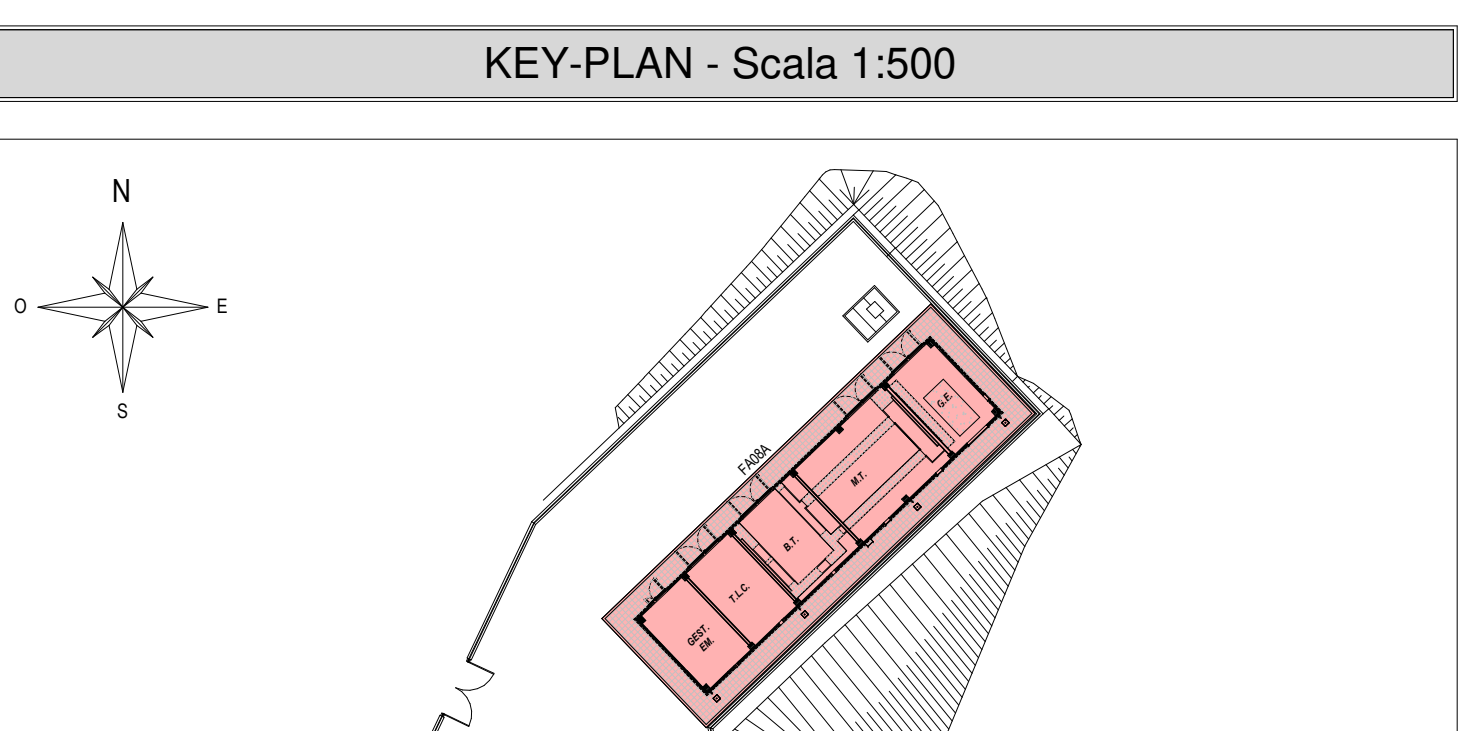 KEY-PLAN - Scala 1:500
N
O
E
S
FA08A
G.E.
M.T.
B.T.
T.L.C.
GEST.
EM.